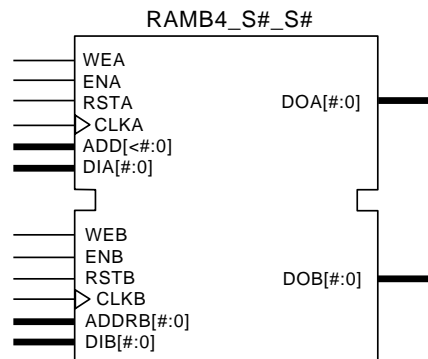 RAMB4_S#_S#
WEA
ENA
RSTA
CLKA
ADD[<#:0]
DIA[#:0]
DOA[#:0]
WEB
ENB
RSTB
CLKB
ADDRB[#:0]
DIB[#:0]
DOB[#:0]